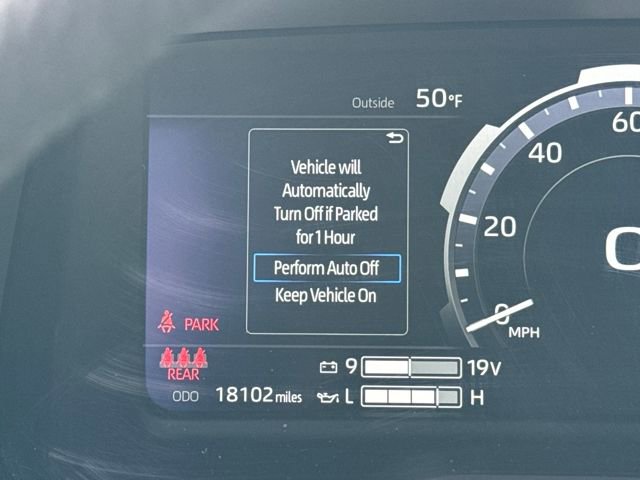 Outside 50°F
Vehicle will
Automatically
Turn Off if Parked
for 1 Hour
Perform Auto Off
Keep Vehicle On
60
40
20
0
0
MPH
PARK
REAR
9 19V
ODO 18102 miles
L H